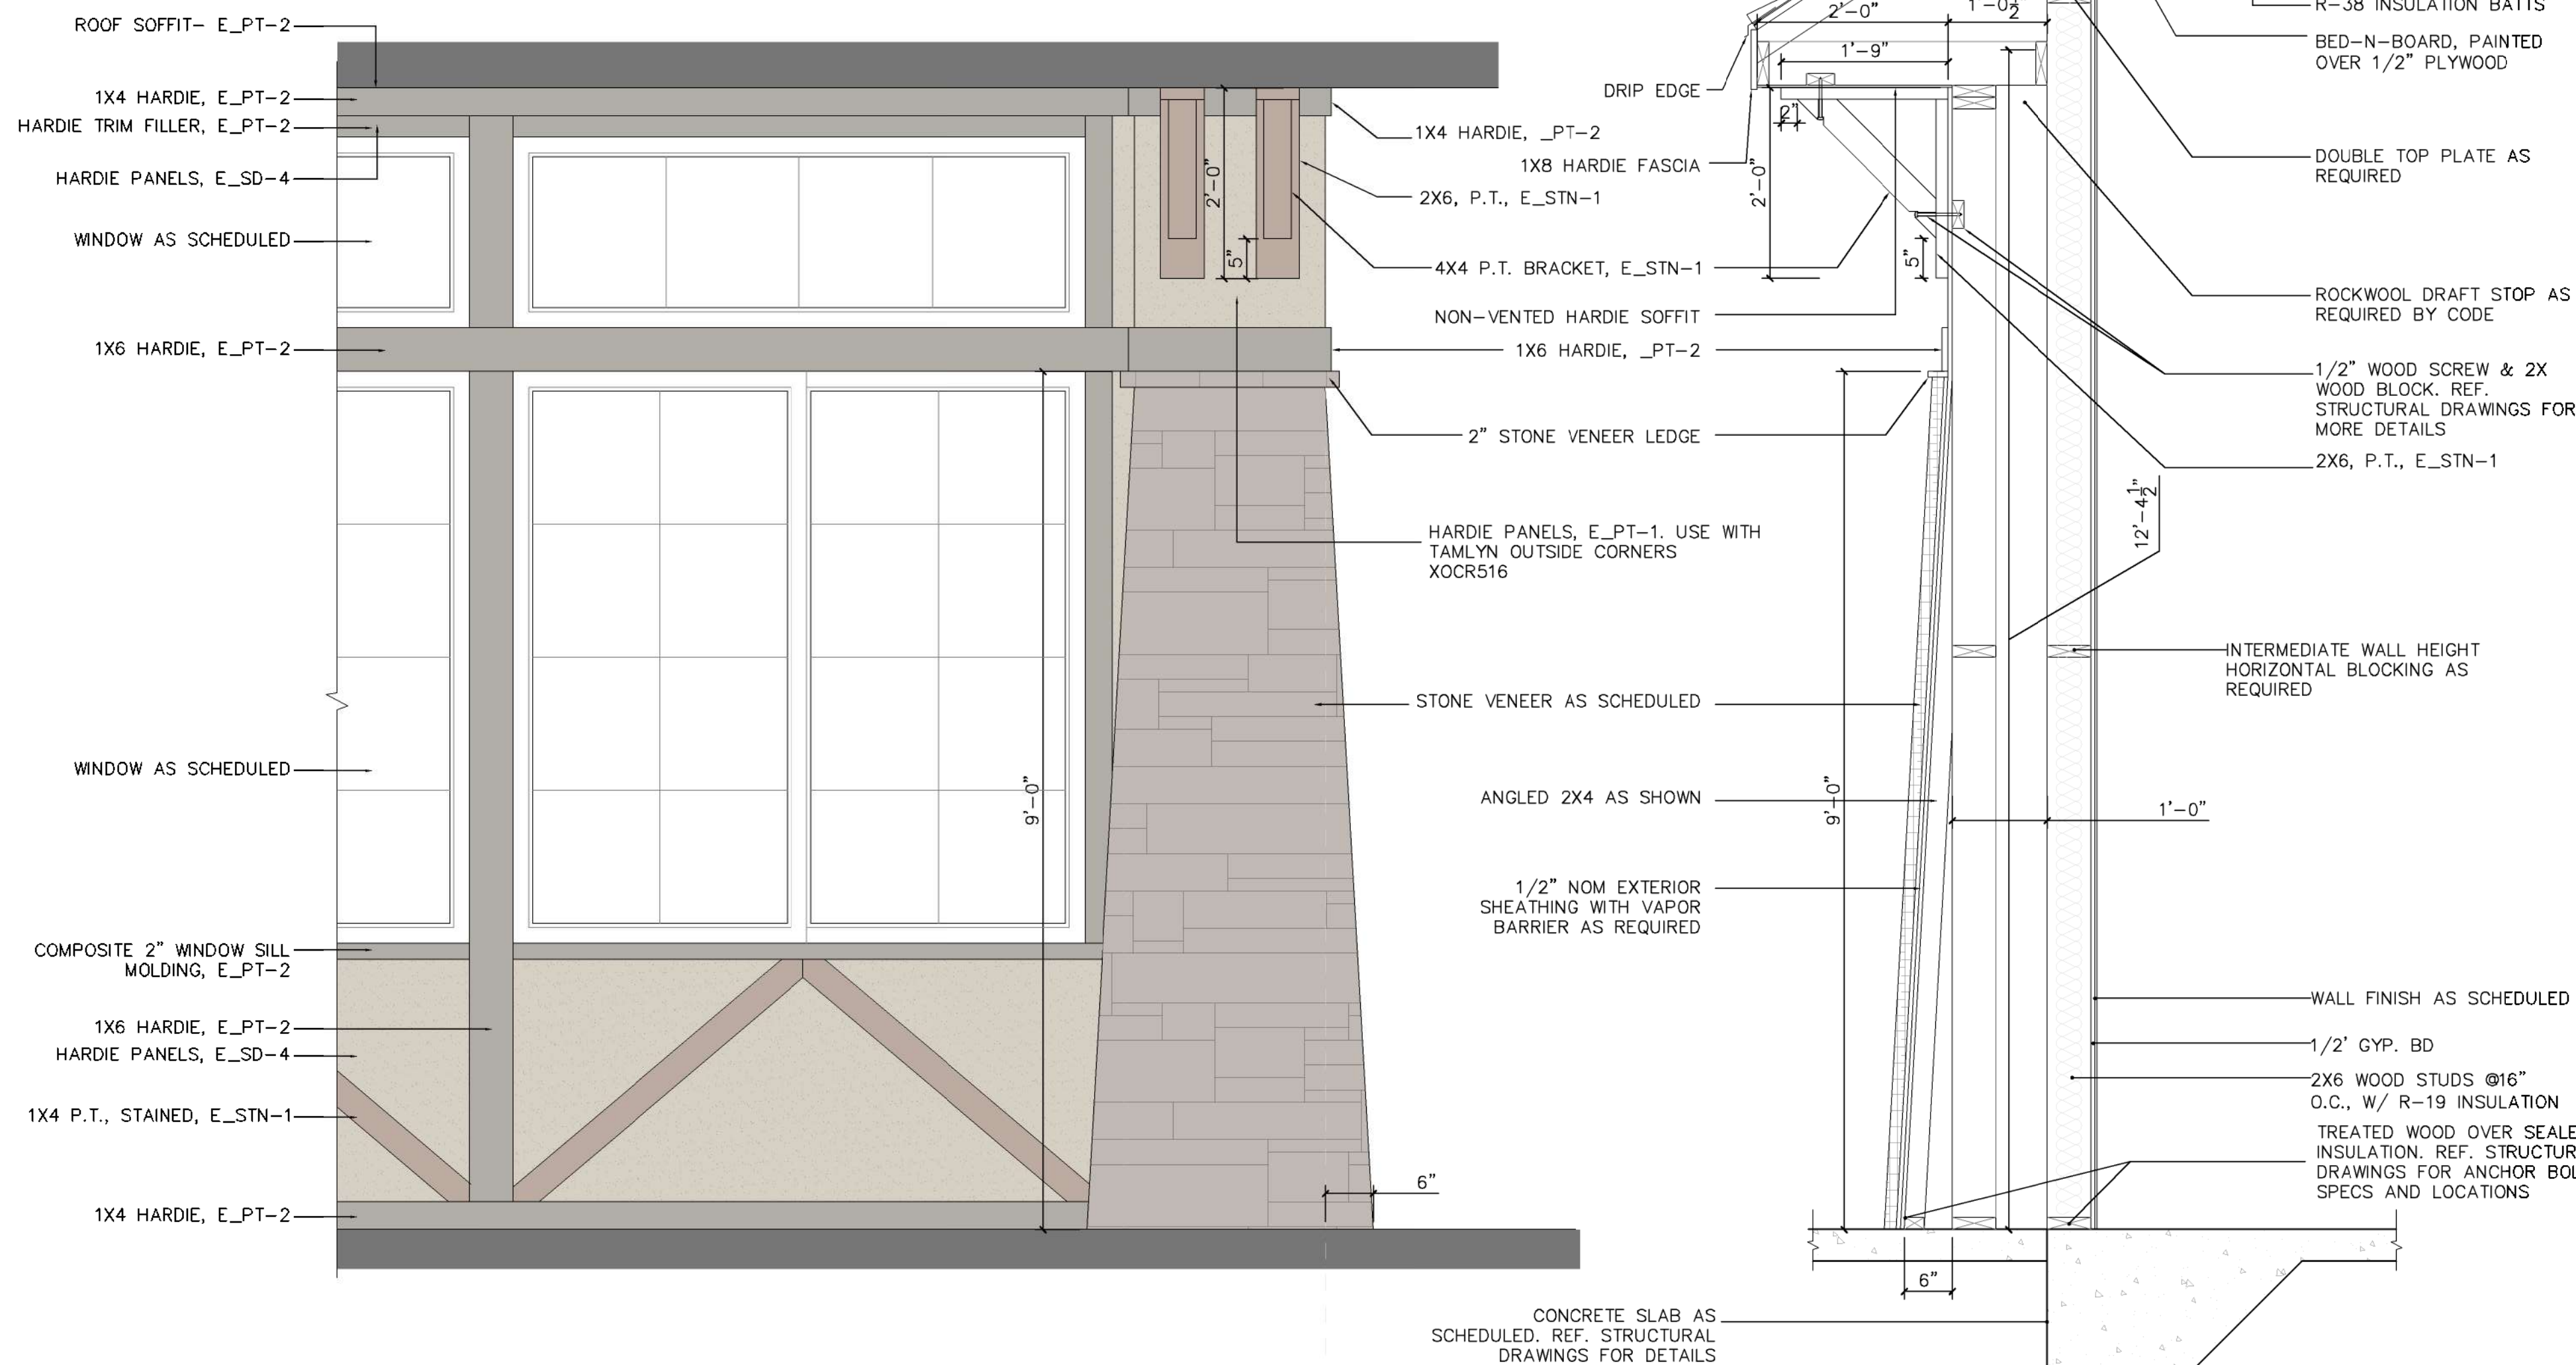 ROOF SOFFIT- E_PT-2
1X4 HARDIE, E_PT-2
HARDIE TRIM FILLER, E_PT-2
HARDIE PANELS, E_SD-4
WINDOW AS SCHEDULED
1X6 HARDIE, E_PT-2
WINDOW AS SCHEDULED
COMPOSITE 2" WINDOW SILL
MOLDING, E_PT-2
1X6 HARDIE, E_PT-2
HARDIE PANELS, E_SD-4
1X4 P.T., STAINED, E_STN-1
1X4 HARDIE, E_PT-2
2'-0"
5"
9'-0"
6"
DRIP EDGE
1X4 HARDIE, _PT-2
1X8 HARDIE FASCIA
2X6, P.T., E_STN-1
4X4 P.T. BRACKET, E_STN-1
NON-VENTED HARDIE SOFFIT
1X6 HARDIE, _PT-2
2" STONE VENEER LEDGE
HARDIE PANELS, E_PT-1. USE WITH
TAMLYN OUTSIDE CORNERS
XOCR516
STONE VENEER AS SCHEDULED
ANGLED 2X4 AS SHOWN
1/2" NOM EXTERIOR
SHEATHING WITH VAPOR
BARRIER AS REQUIRED
CONCRETE SLAB AS
SCHEDULED. REF. STRUCTURAL
DRAWINGS FOR DETAILS
2'-0"
1'-0 1/2"
1'-9"
2"
2'-0"
5"
9'-0"
12'-4 1/2"
1'-0"
6"
R-38 INSULATION BATTS
BED-N-BOARD, PAINTED
OVER 1/2" PLYWOOD
DOUBLE TOP PLATE AS
REQUIRED
ROCKWOOL DRAFT STOP AS
REQUIRED BY CODE
1/2" WOOD SCREW & 2X
WOOD BLOCK. REF.
STRUCTURAL DRAWINGS FOR
MORE DETAILS
2X6, P.T., E_STN-1
INTERMEDIATE WALL HEIGHT
HORIZONTAL BLOCKING AS
REQUIRED
WALL FINISH AS SCHEDULED
1/2' GYP. BD
2X6 WOOD STUDS @16"
O.C., W/ R-19 INSULATION
TREATED WOOD OVER SEALE
INSULATION. REF. STRUCTUR
DRAWINGS FOR ANCHOR BOL
SPECS AND LOCATIONS